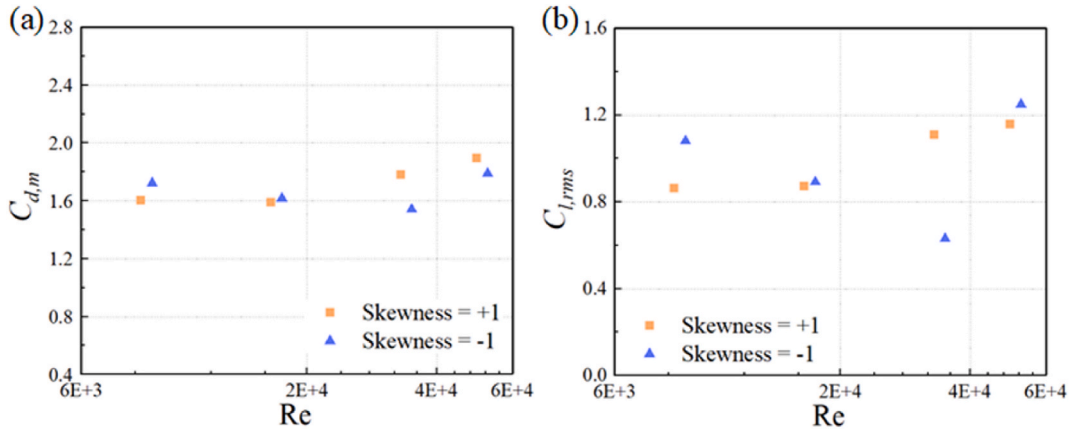 (a)
2.8
2.4
2.0
1.6
1.2
0.8
0.4
C_{d,m}
Skewness = +1
Skewness = -1
6E+3
2E+4
4E+4
6E+4
Re
(b)
1.6
1.2
0.8
0.4
0.0
C_{l,rms}
Skewness = +1
Skewness = -1
6E+3
2E+4
4E+4
6E+4
Re